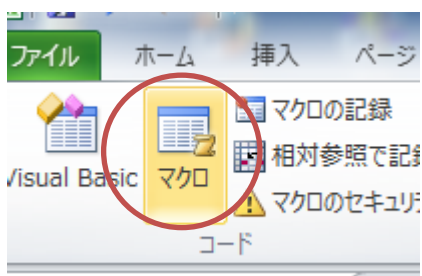 ファイル ホーム 挿入 ページ
Visual Basic
マクロ
マクロの記録
相対参照で記録
マクロのセキュリテ
コード